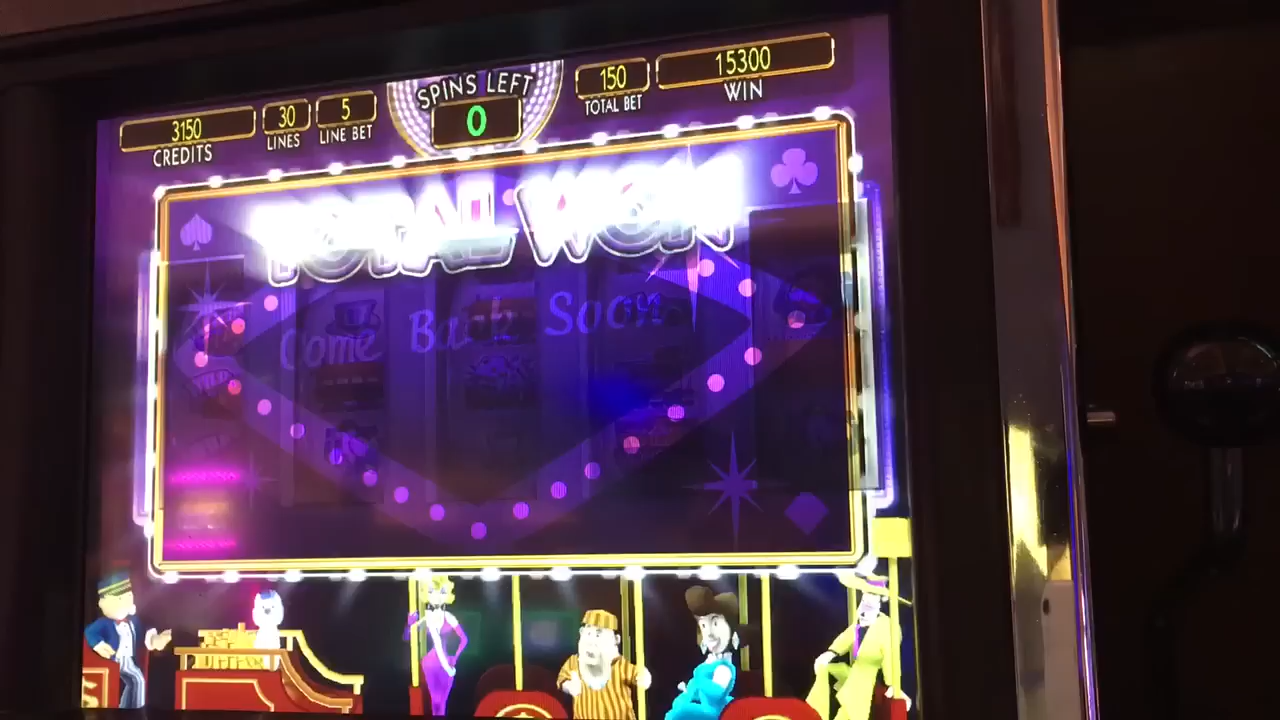 SPINS LEFT
0
3150
CREDITS
30
LINES
5
LINE BET
150
TOTAL BET
15300
WIN
TOTAL WON
Come Back Soon
$